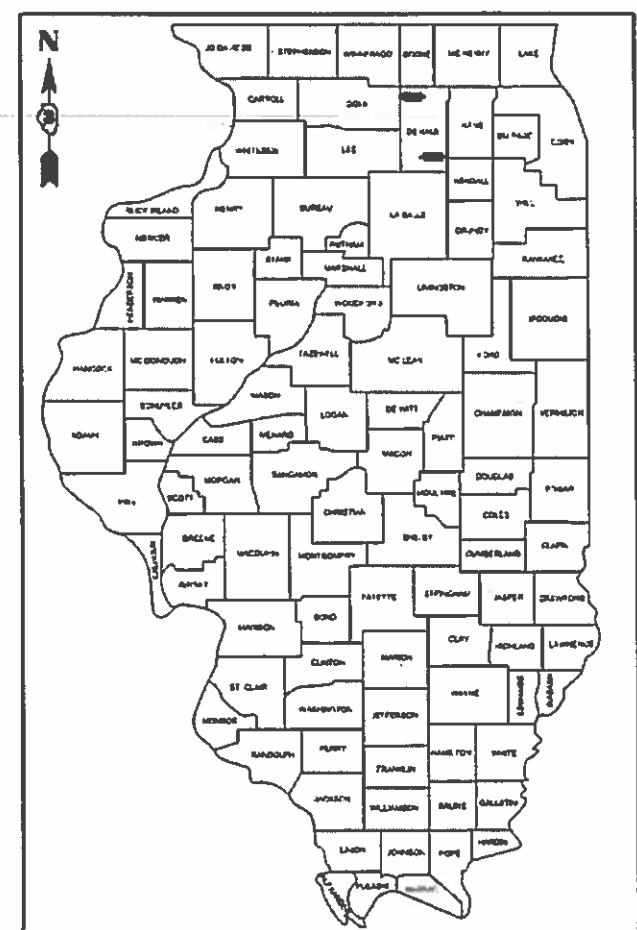 N
JO DAVIESS STEPHENSON WINNEBAGO BOONE MC HENRY LAKE
CARROLL OGLE DE KALB KANE DU PAGE COOK
WHITESIDE LEE KENDALL WILL
ROCK ISLAND HENRY BUREAU LA SALLE GRUNDY
MERCER PUTNAM KANKAKEE
STARK MARSHALL
HENDERSON WARREN KNOX PEORIA WOODFORD LIVINGSTON IROQUOIS
HANCOCK MC DONOUGH FULTON TAZEWELL MC LEAN FORD
SCHUYLER MASON
ADAMS BROWN CASS MENARD LOGAN DE WITT PIATT CHAMPAIGN VERMILION
MORGAN SANGAMON MACON
PIKE SCOTT CHRISTIAN MOULTRIE DOUGLAS EDGAR
COLES
CALHOUN GREENE MACOUPIN MONTGOMERY SHELBY CUMBERLAND CLARK
JERSEY
FAYETTE EFFINGHAM JASPER CRAWFORD
MADISON BOND
CLINTON MARION CLAY RICHLAND LAWRENCE
ST. CLAIR WASHINGTON JEFFERSON WAYNE EDWARDS WABASH
MONROE
RANDOLPH PERRY FRANKLIN HAMILTON WHITE
JACKSON WILLIAMSON SALINE GALLATIN
UNION JOHNSON POPE HARDIN
PULASKI